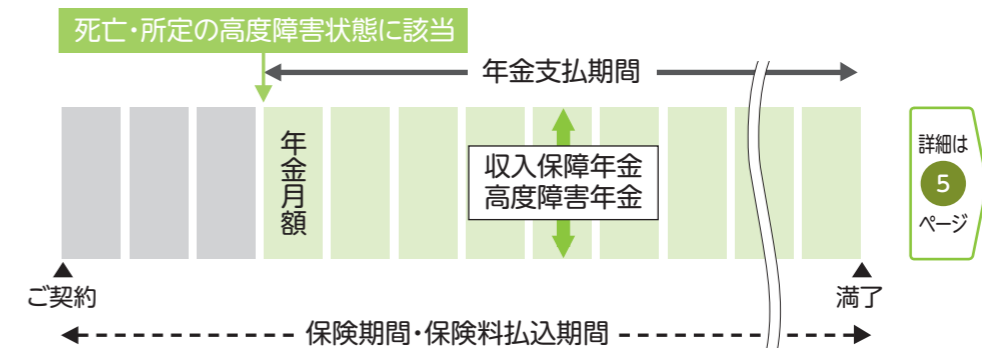 死亡・所定の高度障害状態に該当
年金支払期間
年金月額
収入保障年金
高度障害年金
詳細は
5
ページ
ご契約
満了
保険期間・保険料払込期間